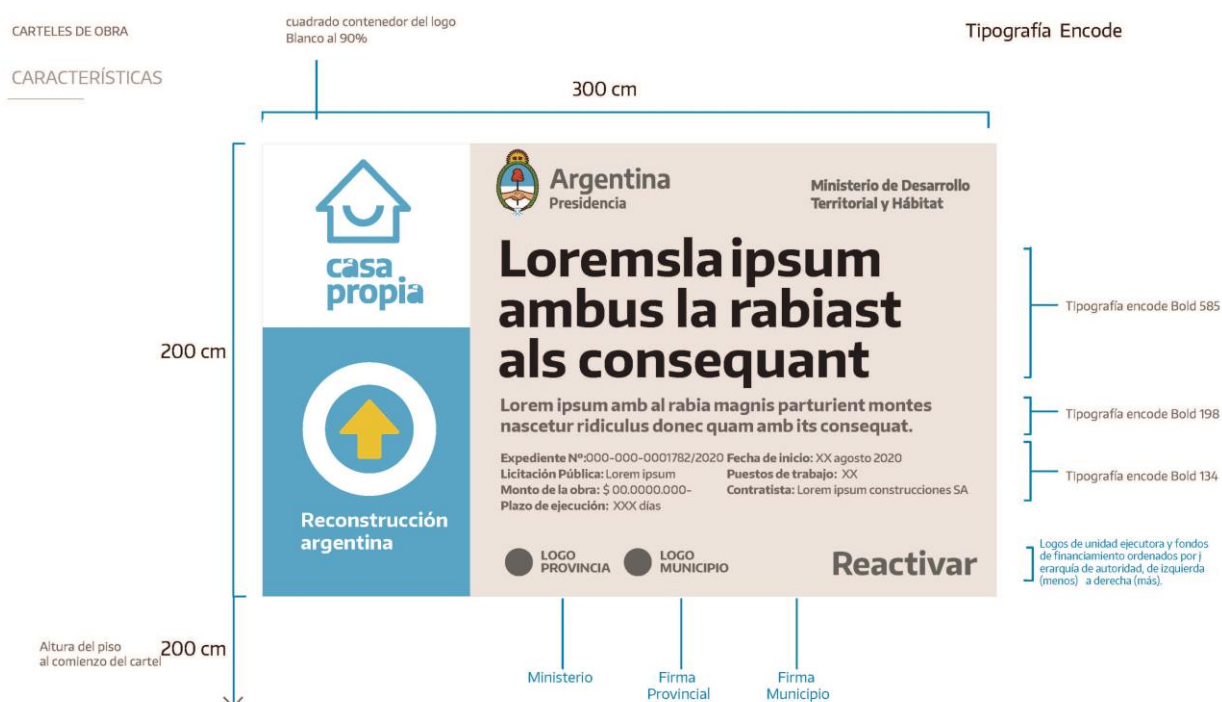 CARTELES DE OBRA
CARACTERÍSTICAS
cuadrado contenedor del logo
Blanco al 90%
Tipografía Encode
300 cm
200 cm
casa
propia
Reconstrucción
argentina
Argentina
Presidencia
Ministerio de Desarrollo
Territorial y Hábitat
Loremsla ipsum
ambus la rabiast
als consequant
Lorem ipsum amb al rabia magnis parturient montes
nascetur ridiculus donec quam amb its consequat.
Expediente Nº:000-000-0001782/2020 Fecha de inicio: XX agosto 2020
Licitación Pública: Lorem ipsum Puestos de trabajo: XX
Monto de la obra: $ 00.0000.000- Contratista: Lorem ipsum construcciones SA
Plazo de ejecución: XXX días
LOGO
PROVINCIA
LOGO
MUNICIPIO
Reactivar
Tipografía encode Bold 585
Tipografía encode Bold 198
Tipografía encode Bold 134
Logos de unidad ejecutora y fondos
de financiamiento ordenados por j
erarquía de autoridad, de izquierda
(menos) a derecha (más).
Altura del piso
al comienzo del cartel
200 cm
Ministerio
Firma
Provincial
Firma
Municipio